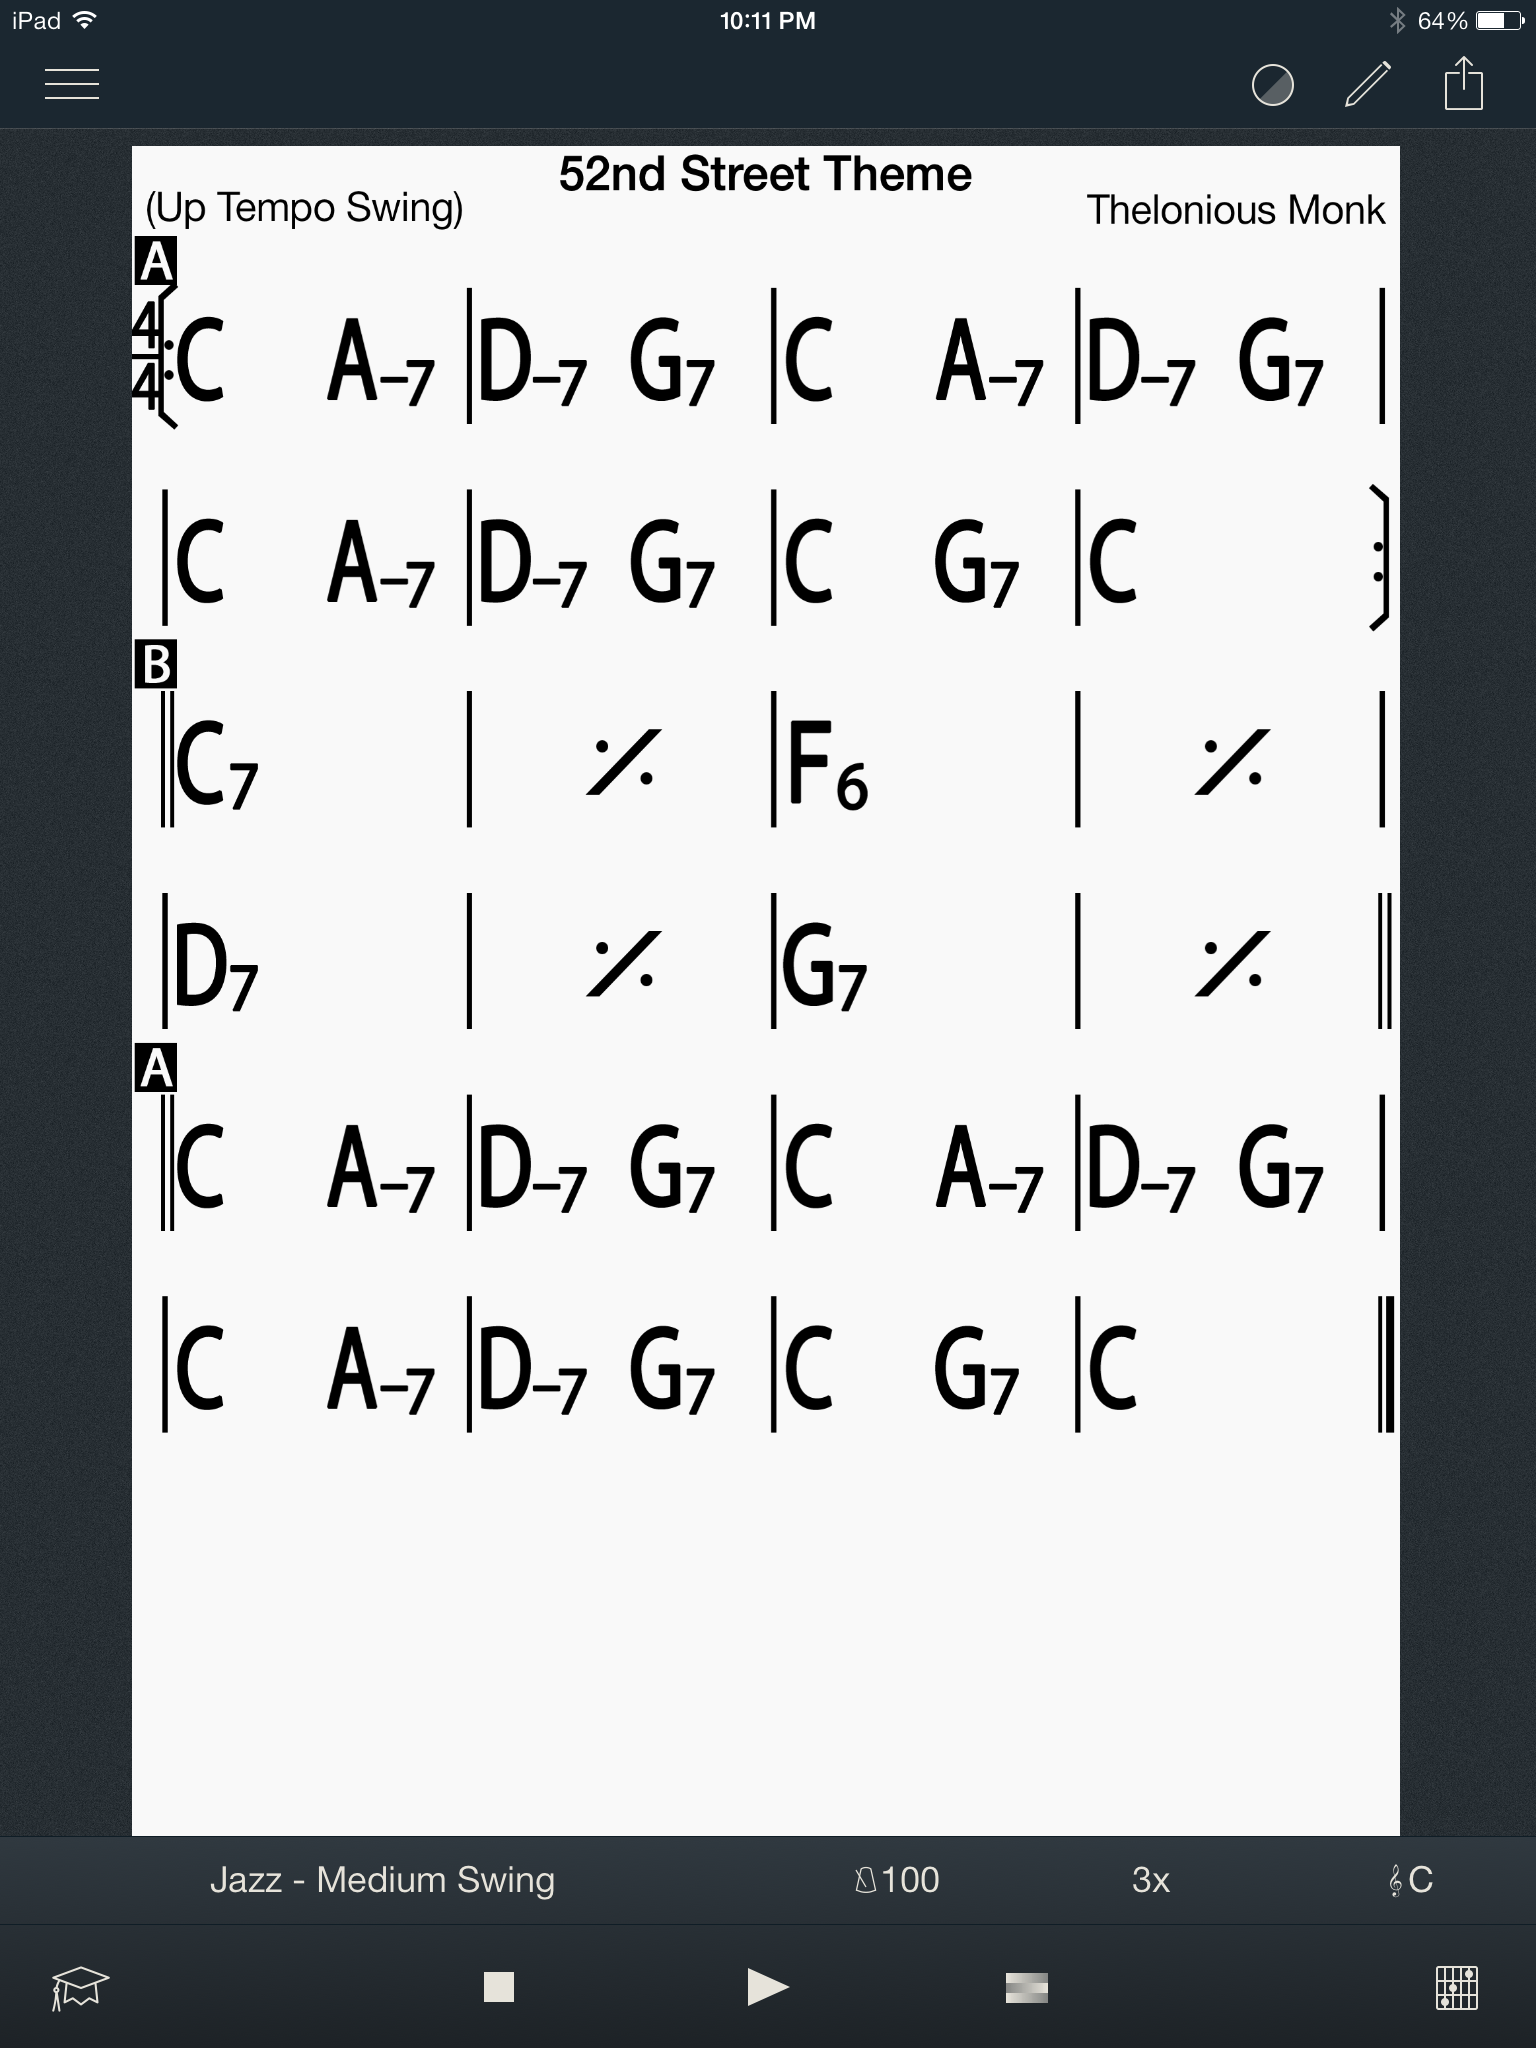 iPad 10:11 PM 64%
52nd Street Theme
(Up Tempo Swing) Thelonious Monk
A
4/4 C A–7 D–7 G7 C A–7 D–7 G7
C A–7 D–7 G7 C G7 C
B
C7 𝄎 F6 𝄎
D7 𝄎 G7 𝄎
A
C A–7 D–7 G7 C A–7 D–7 G7
C A–7 D–7 G7 C G7 C
Jazz - Medium Swing 100 3x C